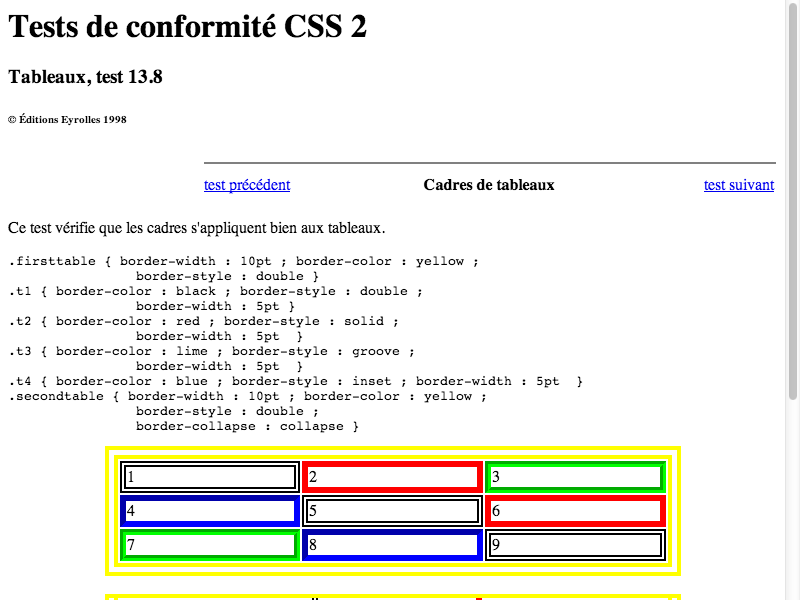 Tests de conformité CSS 2
Tableaux, test 13.8
© Éditions Eyrolles 1998
test précédent Cadres de tableaux test suivant
Ce test vérifie que les cadres s'appliquent bien aux tableaux.
.firsttable { border-width : 10pt ; border-color : yellow ;
border-style : double }
.t1 { border-color : black ; border-style : double ;
border-width : 5pt }
.t2 { border-color : red ; border-style : solid ;
border-width : 5pt  }
.t3 { border-color : lime ; border-style : groove ;
border-width : 5pt  }
.t4 { border-color : blue ; border-style : inset ; border-width : 5pt  }
.secondtable { border-width : 10pt ; border-color : yellow ;
border-style : double ;
border-collapse : collapse }
1 2 3
4 5 6
7 8 9